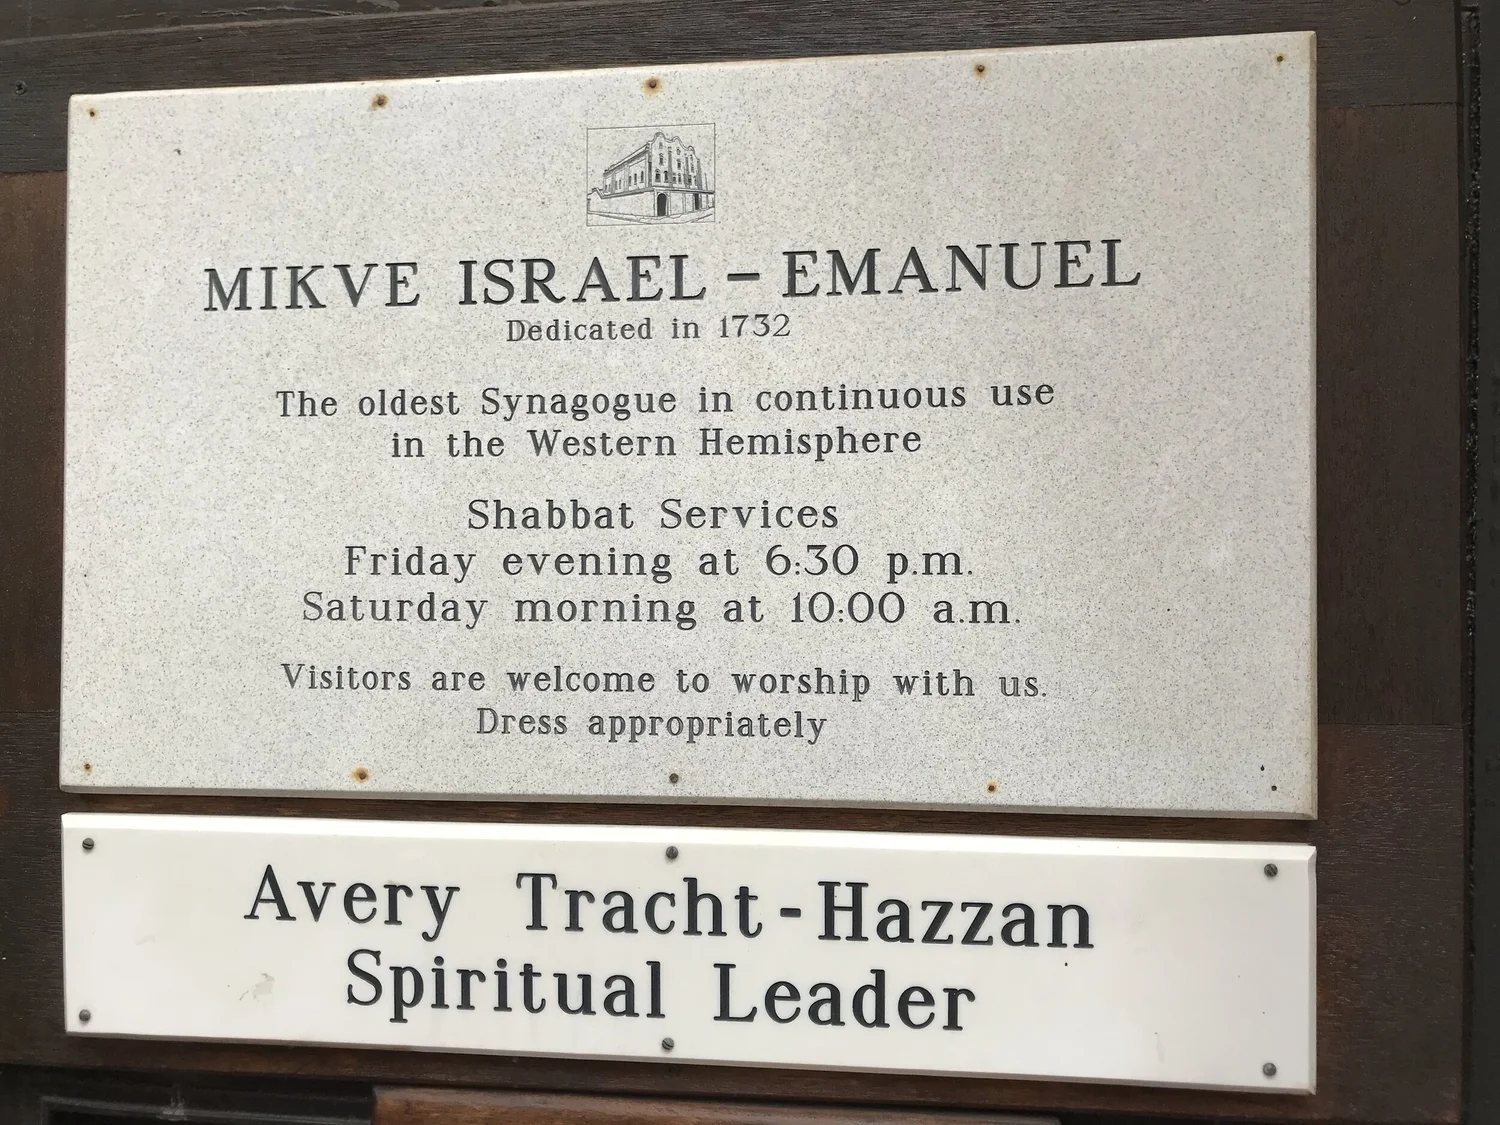 MIKVE ISRAEL – EMANUEL
Dedicated in 1732
The oldest Synagogue in continuous use
in the Western Hemisphere
Shabbat Services
Friday evening at 6:30 p.m.
Saturday morning at 10:00 a.m.
Visitors are welcome to worship with us.
Dress appropriately
Avery Tracht - Hazzan
Spiritual Leader